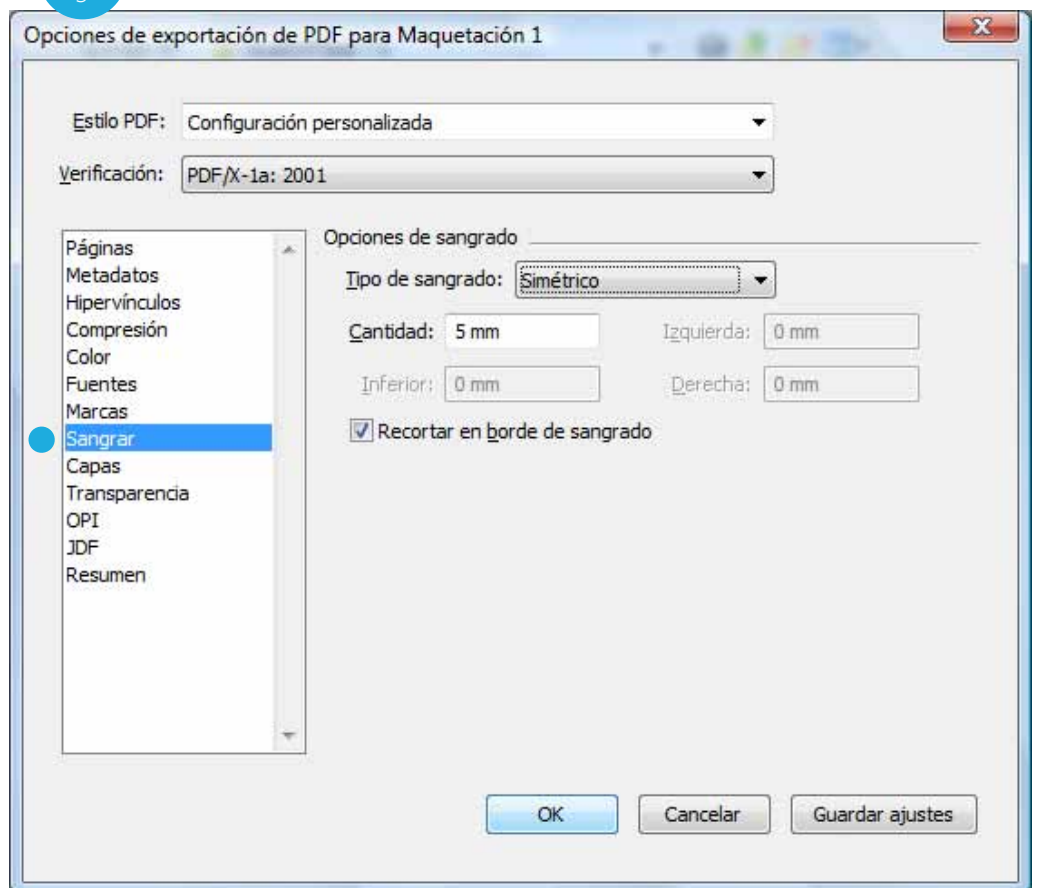 Opciones de exportación de PDF para Maquetación 1
Estilo PDF: Configuración personalizada
Verificación: PDF/X-1a: 2001
Páginas
Metadatos
Hipervínculos
Compresión
Color
Fuentes
Marcas
Sangrar
Capas
Transparencia
OPI
JDF
Resumen
Opciones de sangrado
Tipo de sangrado: Simétrico
Cantidad: 5 mm Izquierda: 0 mm
Inferior: 0 mm Derecha: 0 mm
Recortar en borde de sangrado
OK Cancelar Guardar ajustes